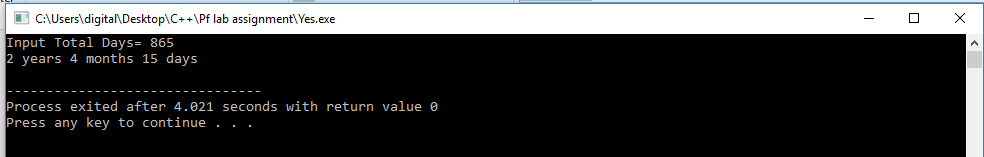 C:\Users\digital\Desktop\C++\Pf lab assignment\Yes.exe
Input Total Days= 865
2 years 4 months 15 days
--------------------------------
Process exited after 4.021 seconds with return value 0
Press any key to continue . . .